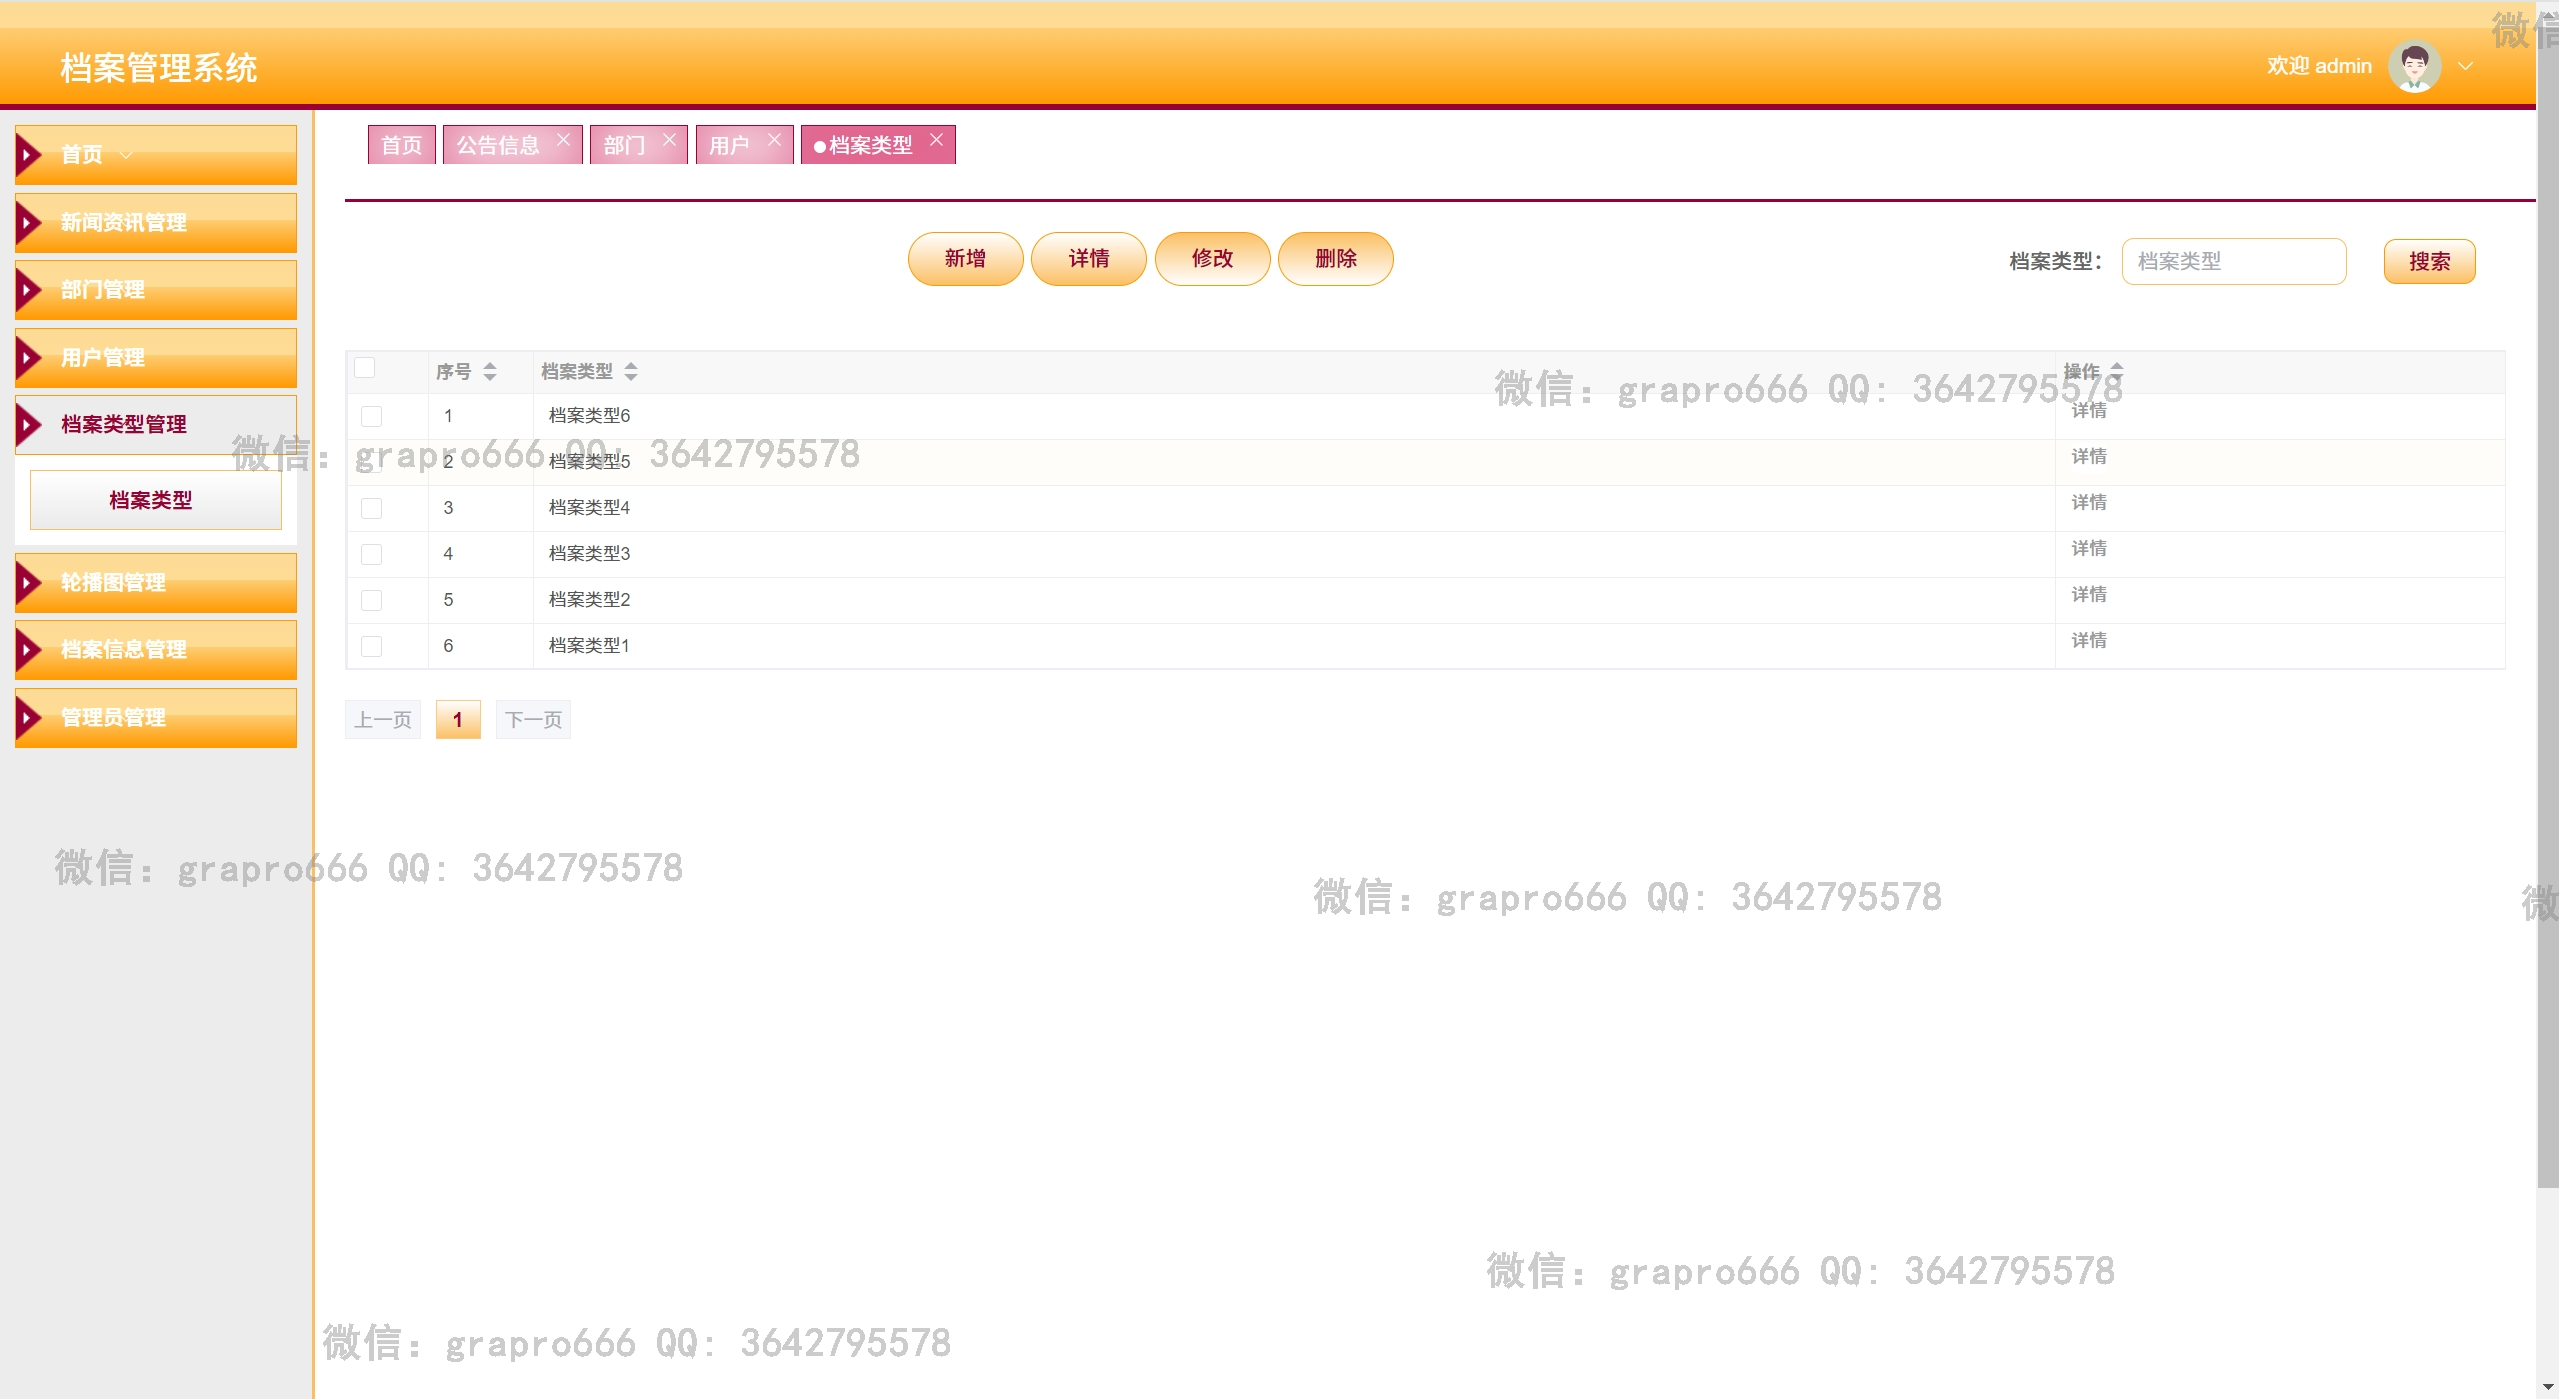 档案管理系统
欢迎 admin
微信
首页
新闻资讯管理
部门管理
用户管理
档案类型管理
档案类型
轮播图管理
档案信息管理
管理员管理
首页 公告信息 部门 用户 档案类型
新增 详情 修改 删除
档案类型： 档案类型 搜索
序号 档案类型 操作
1 档案类型6 详情
2 档案类型5 详情
3 档案类型4 详情
4 档案类型3 详情
5 档案类型2 详情
6 档案类型1 详情
上一页 1 下一页
微信：grapro666 QQ: 3642795578
微信：grapro666 QQ: 3642795578
微信：grapro666 QQ: 3642795578
微信：grapro666 QQ: 3642795578
微
微信：grapro666 QQ: 3642795578
微信：grapro666 QQ: 3642795578